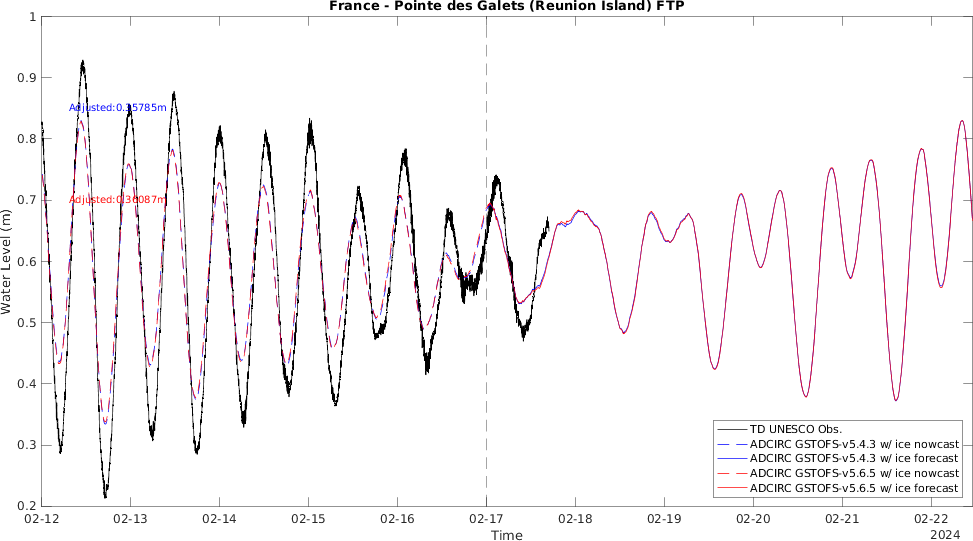 France - Pointe des Galets (Reunion Island) FTP
1
0.9
0.8
0.7
0.6
0.5
0.4
0.3
0.2
Water Level (m)
Adjusted:0.35785m
Adjusted:0.36087m
TD UNESCO Obs.
ADCIRC GSTOFS-v5.4.3 w/ ice nowcast
ADCIRC GSTOFS-v5.4.3 w/ ice forecast
ADCIRC GSTOFS-v5.6.5 w/ ice nowcast
ADCIRC GSTOFS-v5.6.5 w/ ice forecast
02-12 02-13 02-14 02-15 02-16 02-17 02-18 02-19 02-20 02-21 02-22
Time
2024